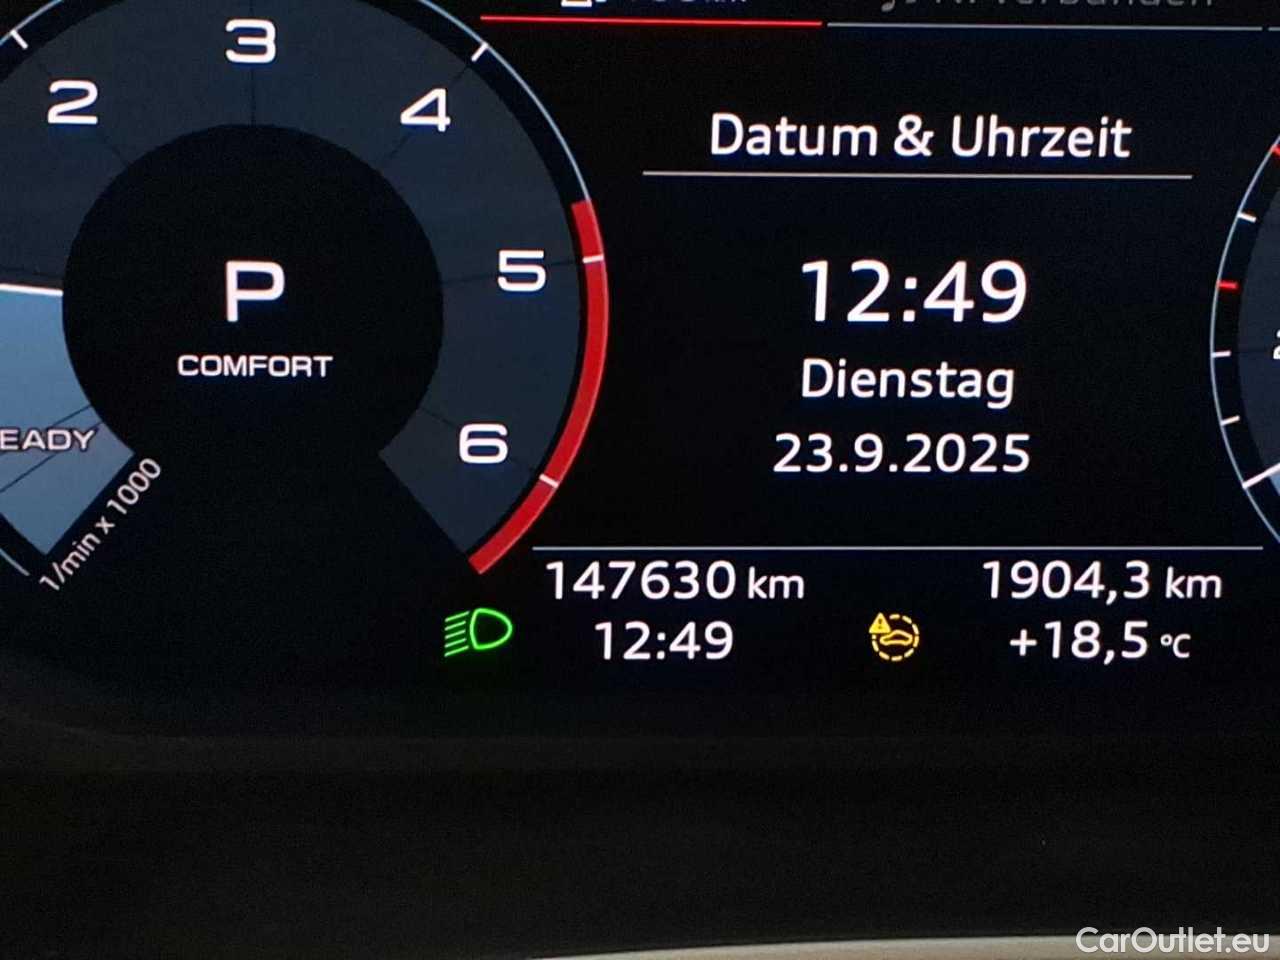 3
2
4
Datum & Uhrzeit
5
P
12:49
COMFORT
Dienstag
6
EADY
23.9.2025
1/min x 1000
147630 km
1904,3 km
12:49
+18,5 °C
CarOutlet.eu